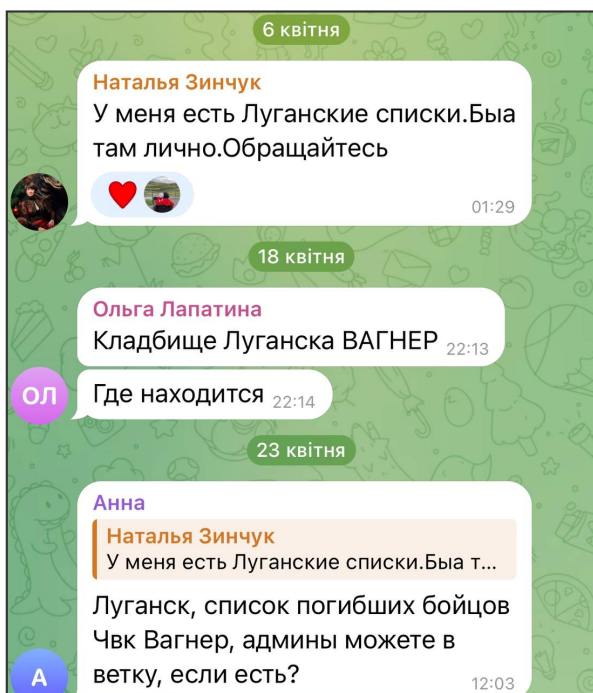 6 квітня
Наталья Зинчук
У меня есть Луганские списки.Быа
там лично.Обращайтесь
01:29
18 квітня
Ольга Лапатина
Кладбище Луганска ВАГНЕР 22:13
ОЛ
Где находится 22:14
23 квітня
Анна
Наталья Зинчук
У меня есть Луганские списки.Быа т...
Луганск, список погибших бойцов
Чвк Вагнер, админы можете в
ветку, если есть?
А
12:03